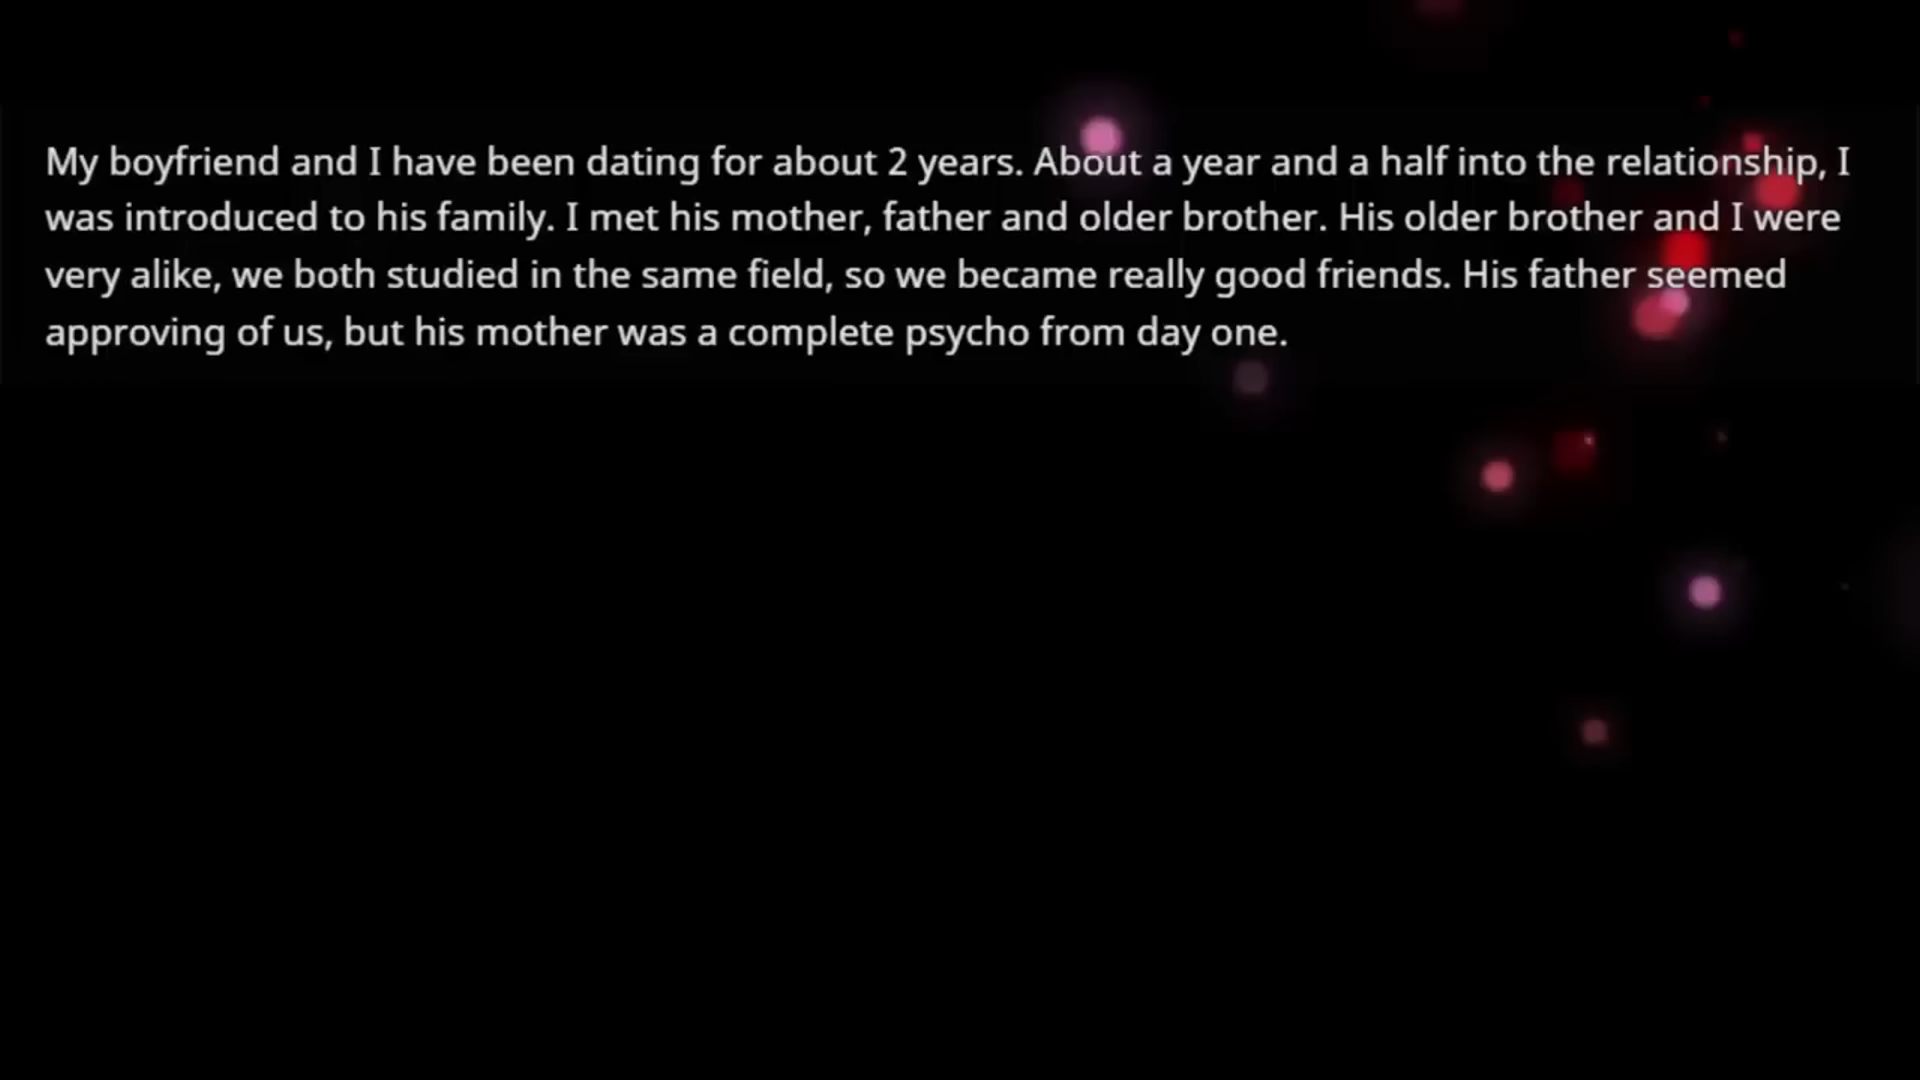 My boyfriend and I have been dating for about 2 years. About a year and a half into the relationship, I
was introduced to his family. I met his mother, father and older brother. His older brother and I were
very alike, we both studied in the same field, so we became really good friends. His father seemed
approving of us, but his mother was a complete psycho from day one.